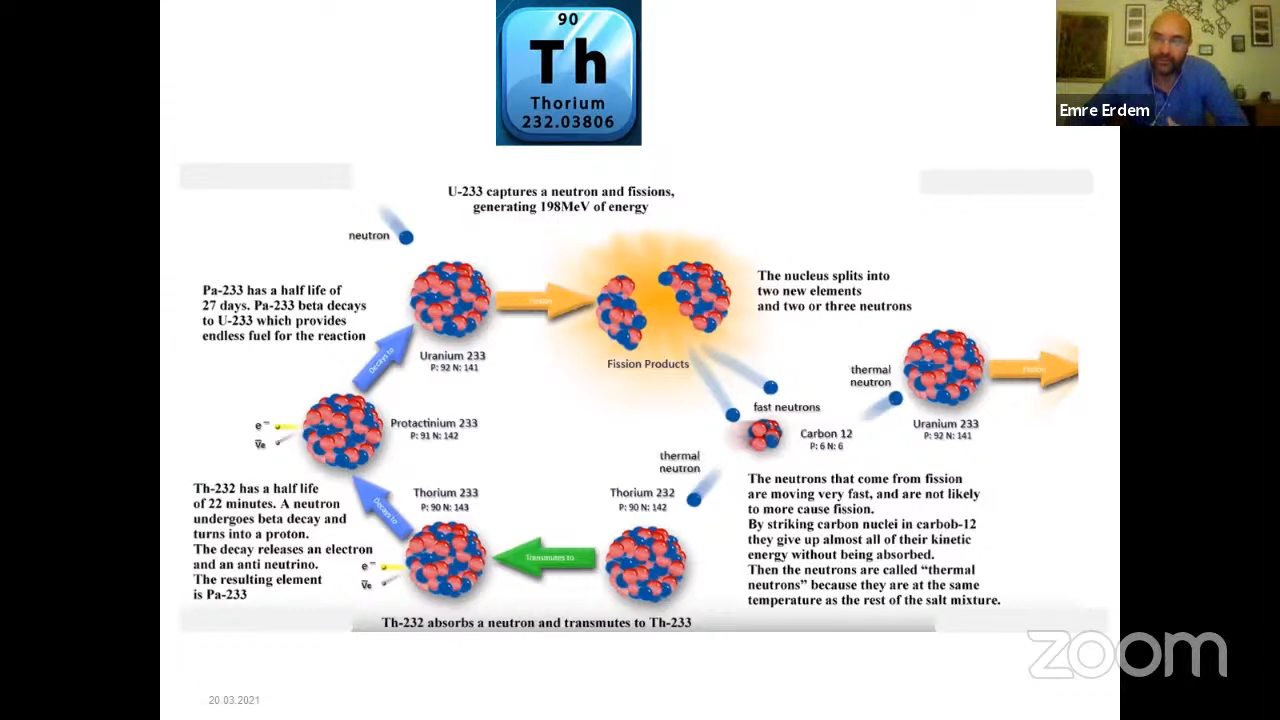 90
Th
Thorium
232.03806
Emre Erdem
U-233 captures a neutron and fissions,
generating 198MeV of energy
neutron
Pa-233 has a half life of
27 days. Pa-233 beta decays
to U-233 which provides
endless fuel for the reaction
Decays to
Uranium 233
P: 92 N: 141
Fission
Fission Products
The nucleus splits into
two new elements
and two or three neutrons
fast neutrons
Carbon 12
P: 6 N: 6
thermal
neutron
Uranium 233
P: 92 N: 141
Fission
e⁻
v̅e
Protactinium 233
P: 91 N: 142
Th-232 has a half life
of 22 minutes. A neutron
undergoes beta decay and
turns into a proton.
The decay releases an electron
and an anti neutrino.
The resulting element
is Pa-233
Decays to
Thorium 233
P: 90 N: 143
e⁻
v̅e
Transmutes to
thermal
neutron
Thorium 232
P: 90 N: 142
Th-232 absorbs a neutron and transmutes to Th-233
The neutrons that come from fission
are moving very fast, and are not likely
to more cause fission.
By striking carbon nuclei in carbob-12
they give up almost all of their kinetic
energy without being absorbed.
Then the neutrons are called “thermal
neutrons” because they are at the same
temperature as the rest of the salt mixture.
zoom
20.03.2021